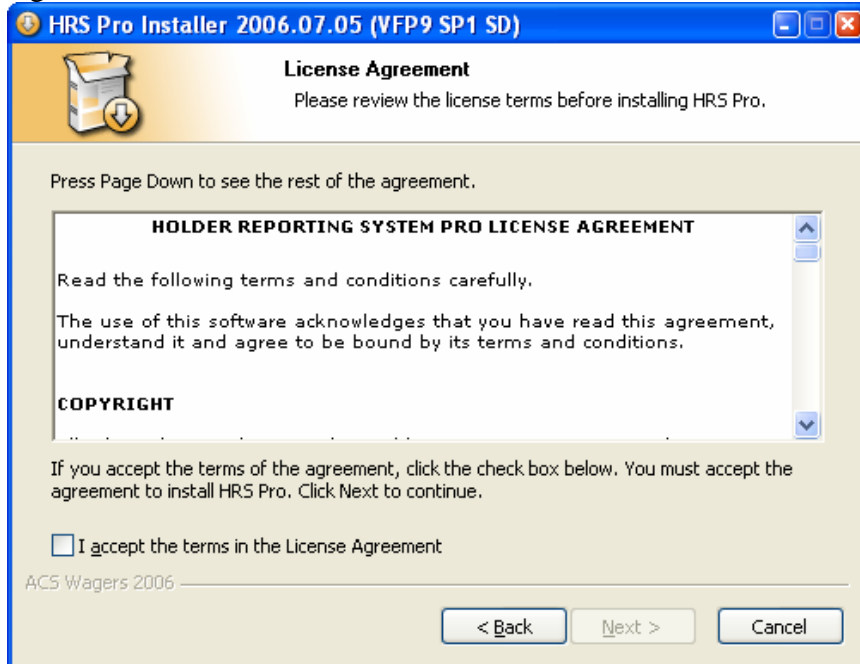 HRS Pro Installer 2006.07.05 (VFP9 SP1 SD)
License Agreement
Please review the license terms before installing HRS Pro.
Press Page Down to see the rest of the agreement.
HOLDER REPORTING SYSTEM PRO LICENSE AGREEMENT
Read the following terms and conditions carefully.
The use of this software acknowledges that you have read this agreement,
understand it and agree to be bound by its terms and conditions.
COPYRIGHT
If you accept the terms of the agreement, click the check box below. You must accept the
agreement to install HRS Pro. Click Next to continue.
I accept the terms in the License Agreement
ACS Wagers 2006
< Back Next > Cancel